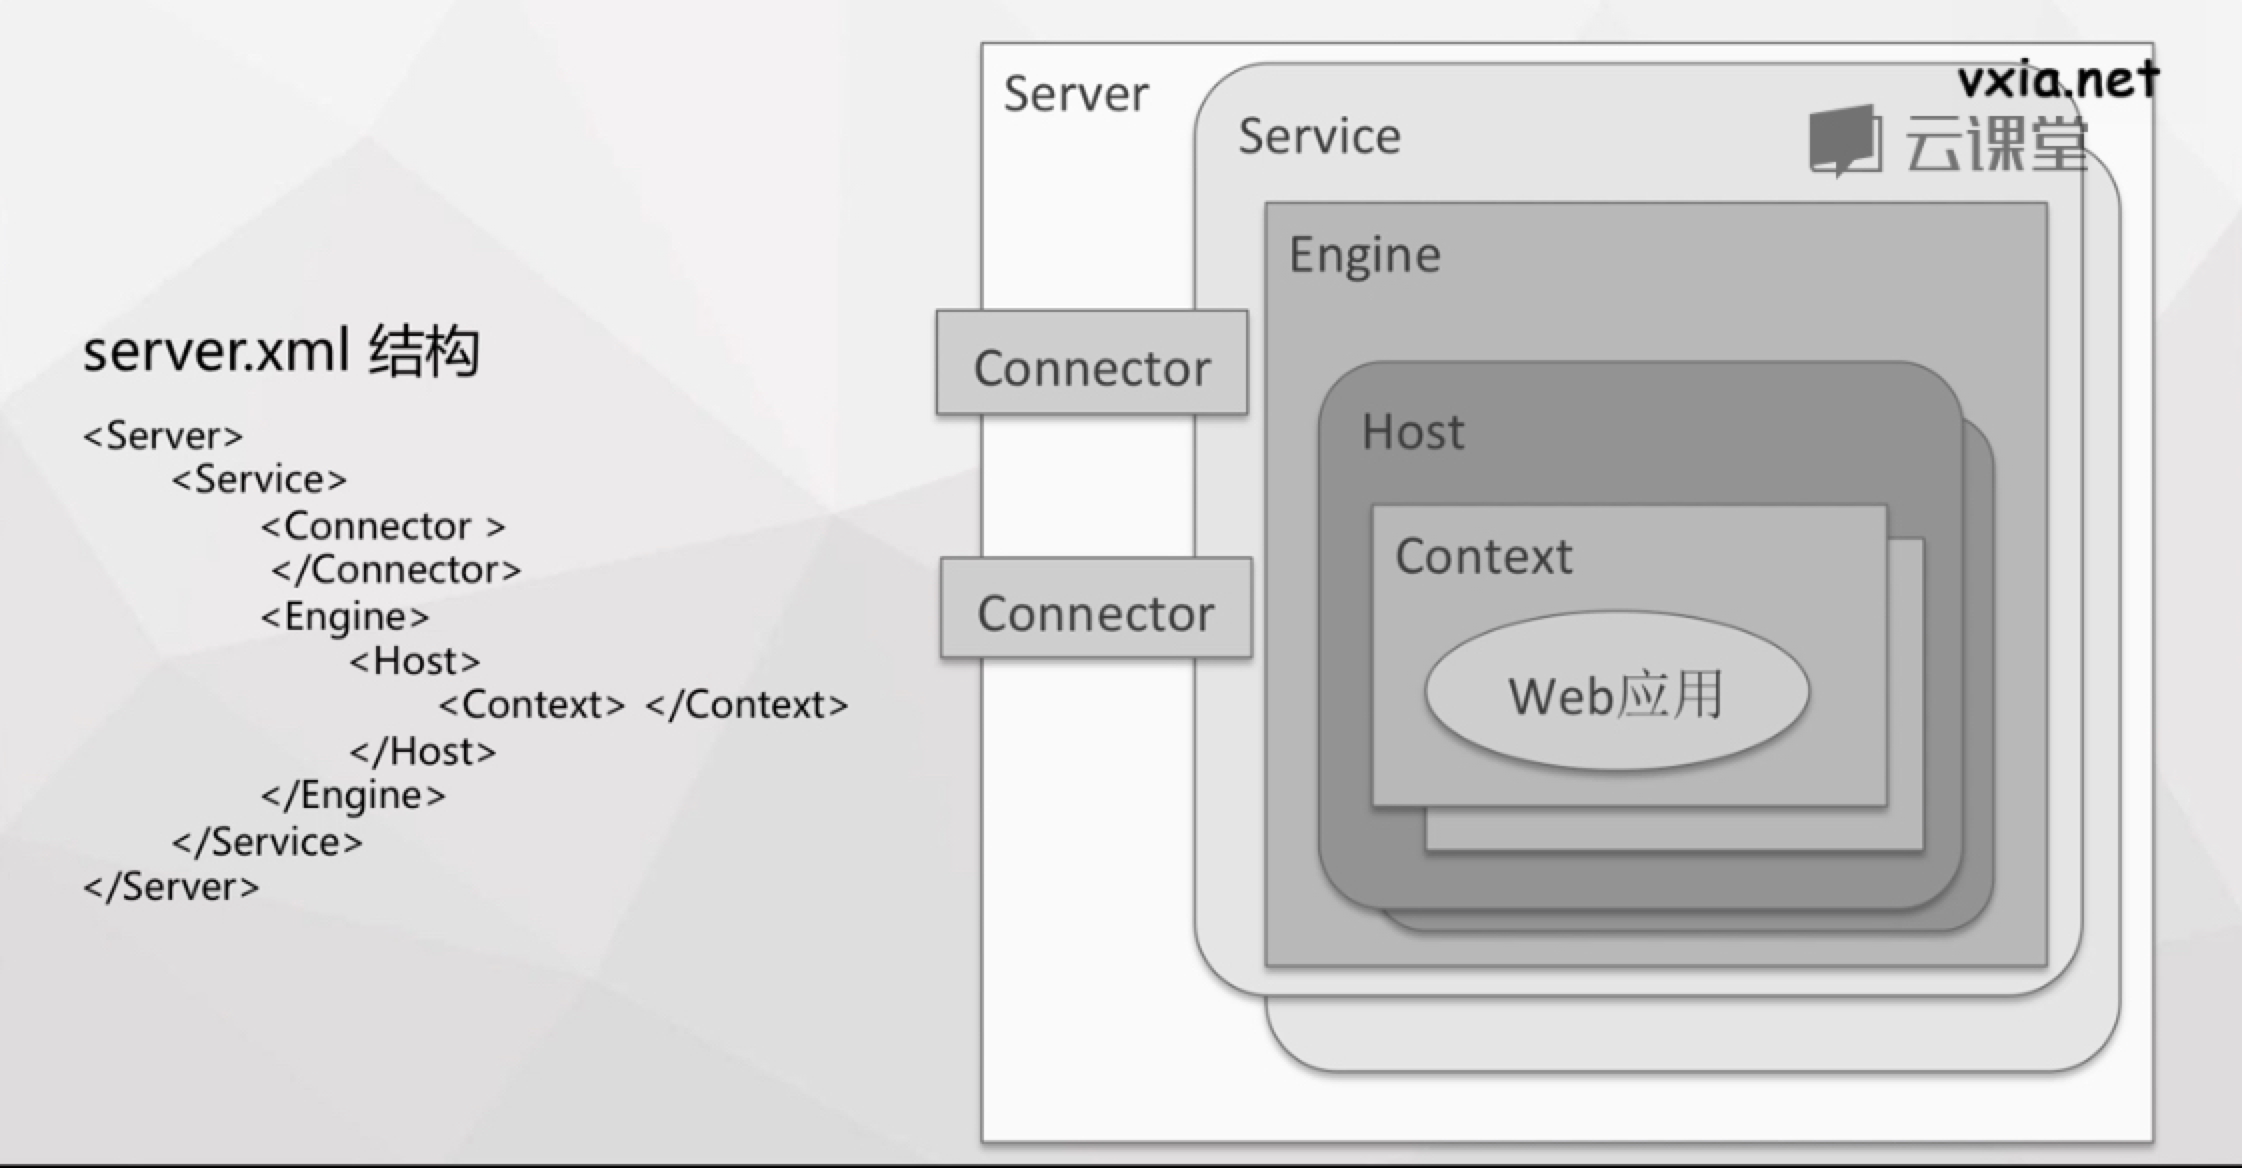 server.xml 结构
<Server>
<Service>
<Connector >
</Connector>
<Engine>
<Host>
<Context> </Context>
</Host>
</Engine>
</Service>
</Server>
vxia.net
云课堂
Server
Service
Engine
Connector
Host
Context
Connector
Web应用